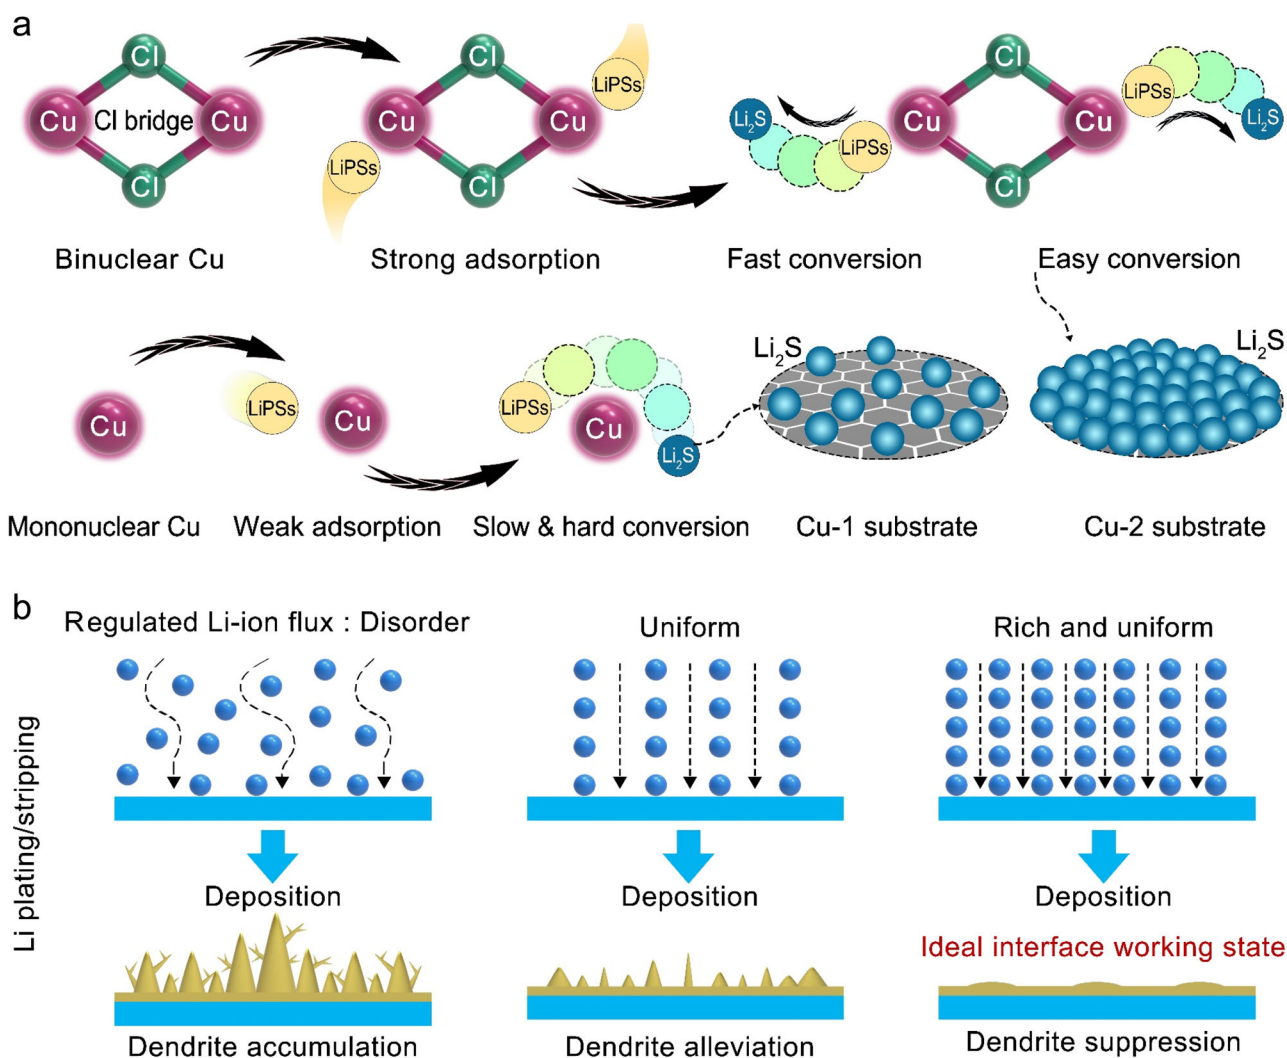 a
Cl
Cu
Cl bridge
Cu
Cl
Cl
LiPSs
Cu
Cu
LiPSs
Cl
Cl
LiPSs
Li2S
Li2S
LiPSs
Cu
Cu
Cl
Binuclear Cu
Strong adsorption
Fast conversion
Easy conversion
Cu
LiPSs
Cu
LiPSs
Cu
Li2S
Li2S
Li2S
Mononuclear Cu
Weak adsorption
Slow & hard conversion
Cu-1 substrate
Cu-2 substrate
b
Li plating/stripping
Regulated Li-ion flux : Disorder
Uniform
Rich and uniform
Deposition
Deposition
Deposition
Ideal interface working state
Dendrite accumulation
Dendrite alleviation
Dendrite suppression